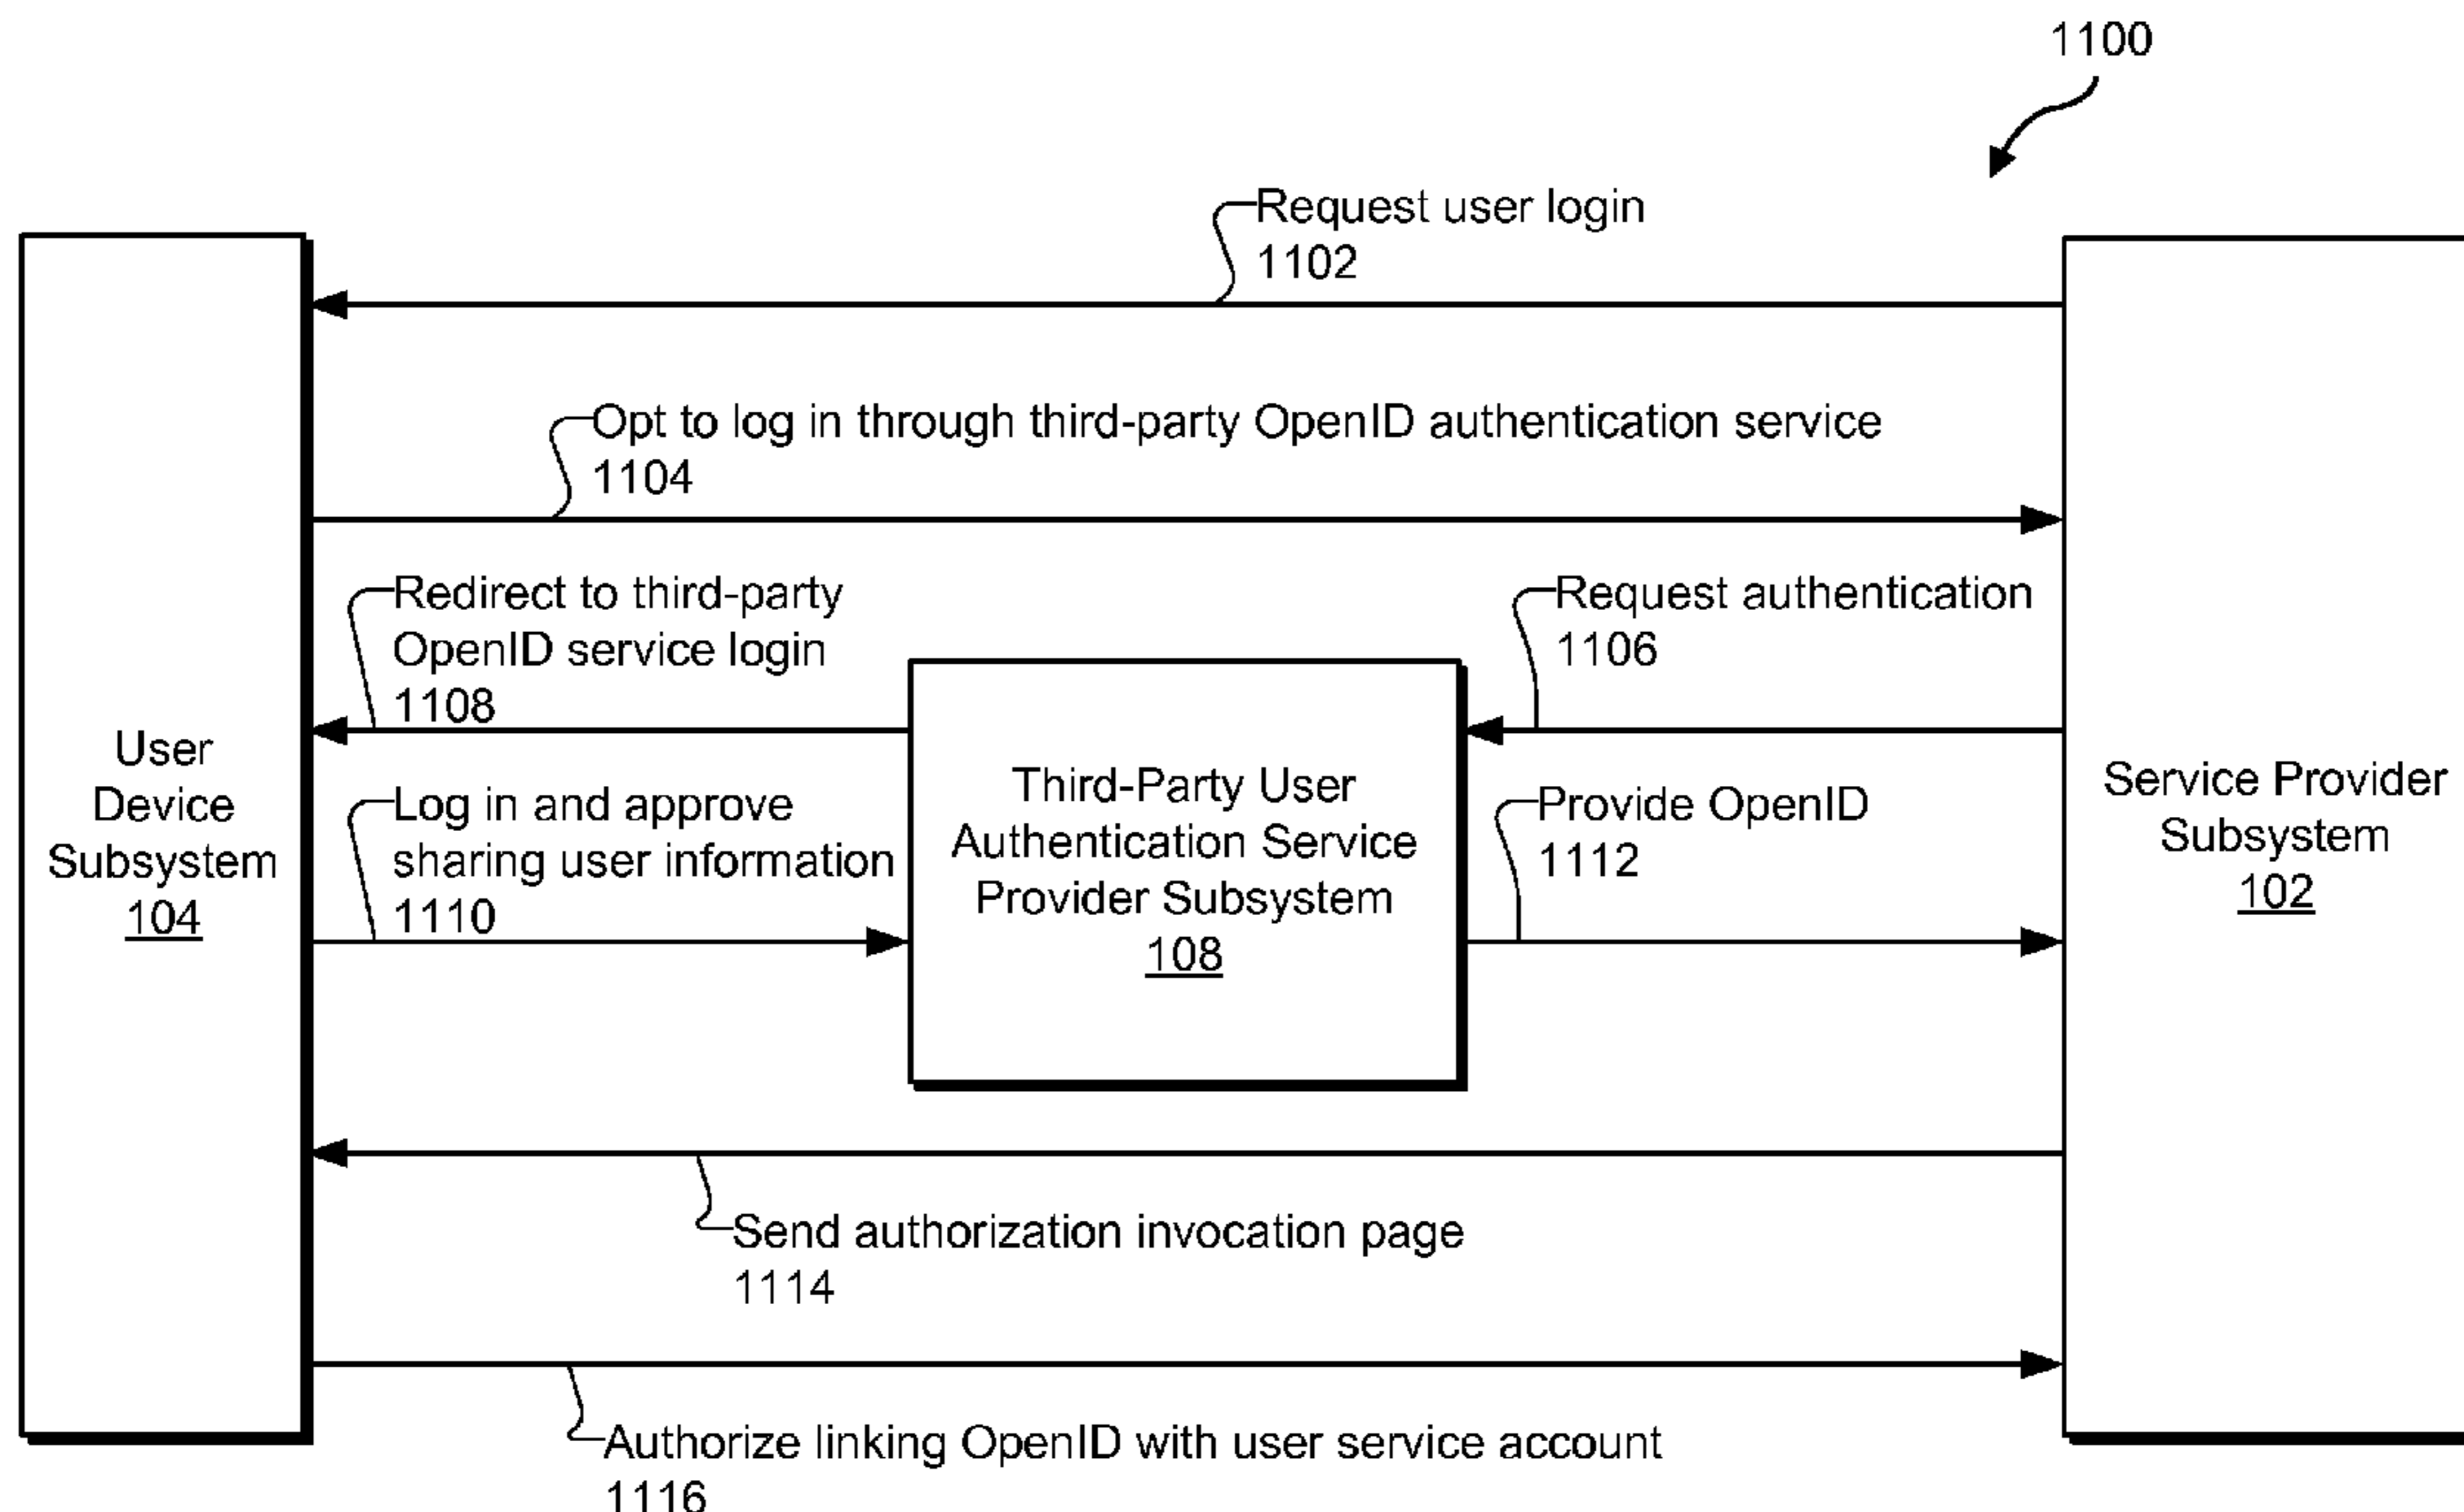 1100
Request user login
1102
Opt to log in through third-party OpenID authentication service
1104
Redirect to third-party
OpenID service login
1108
Request authentication
1106
User
Device
Subsystem
104
Log in and approve
sharing user information
1110
Third-Party User
Authentication Service
Provider Subsystem
108
Provide OpenID
1112
Service Provider
Subsystem
102
Send authorization invocation page
1114
Authorize linking OpenID with user service account
1116